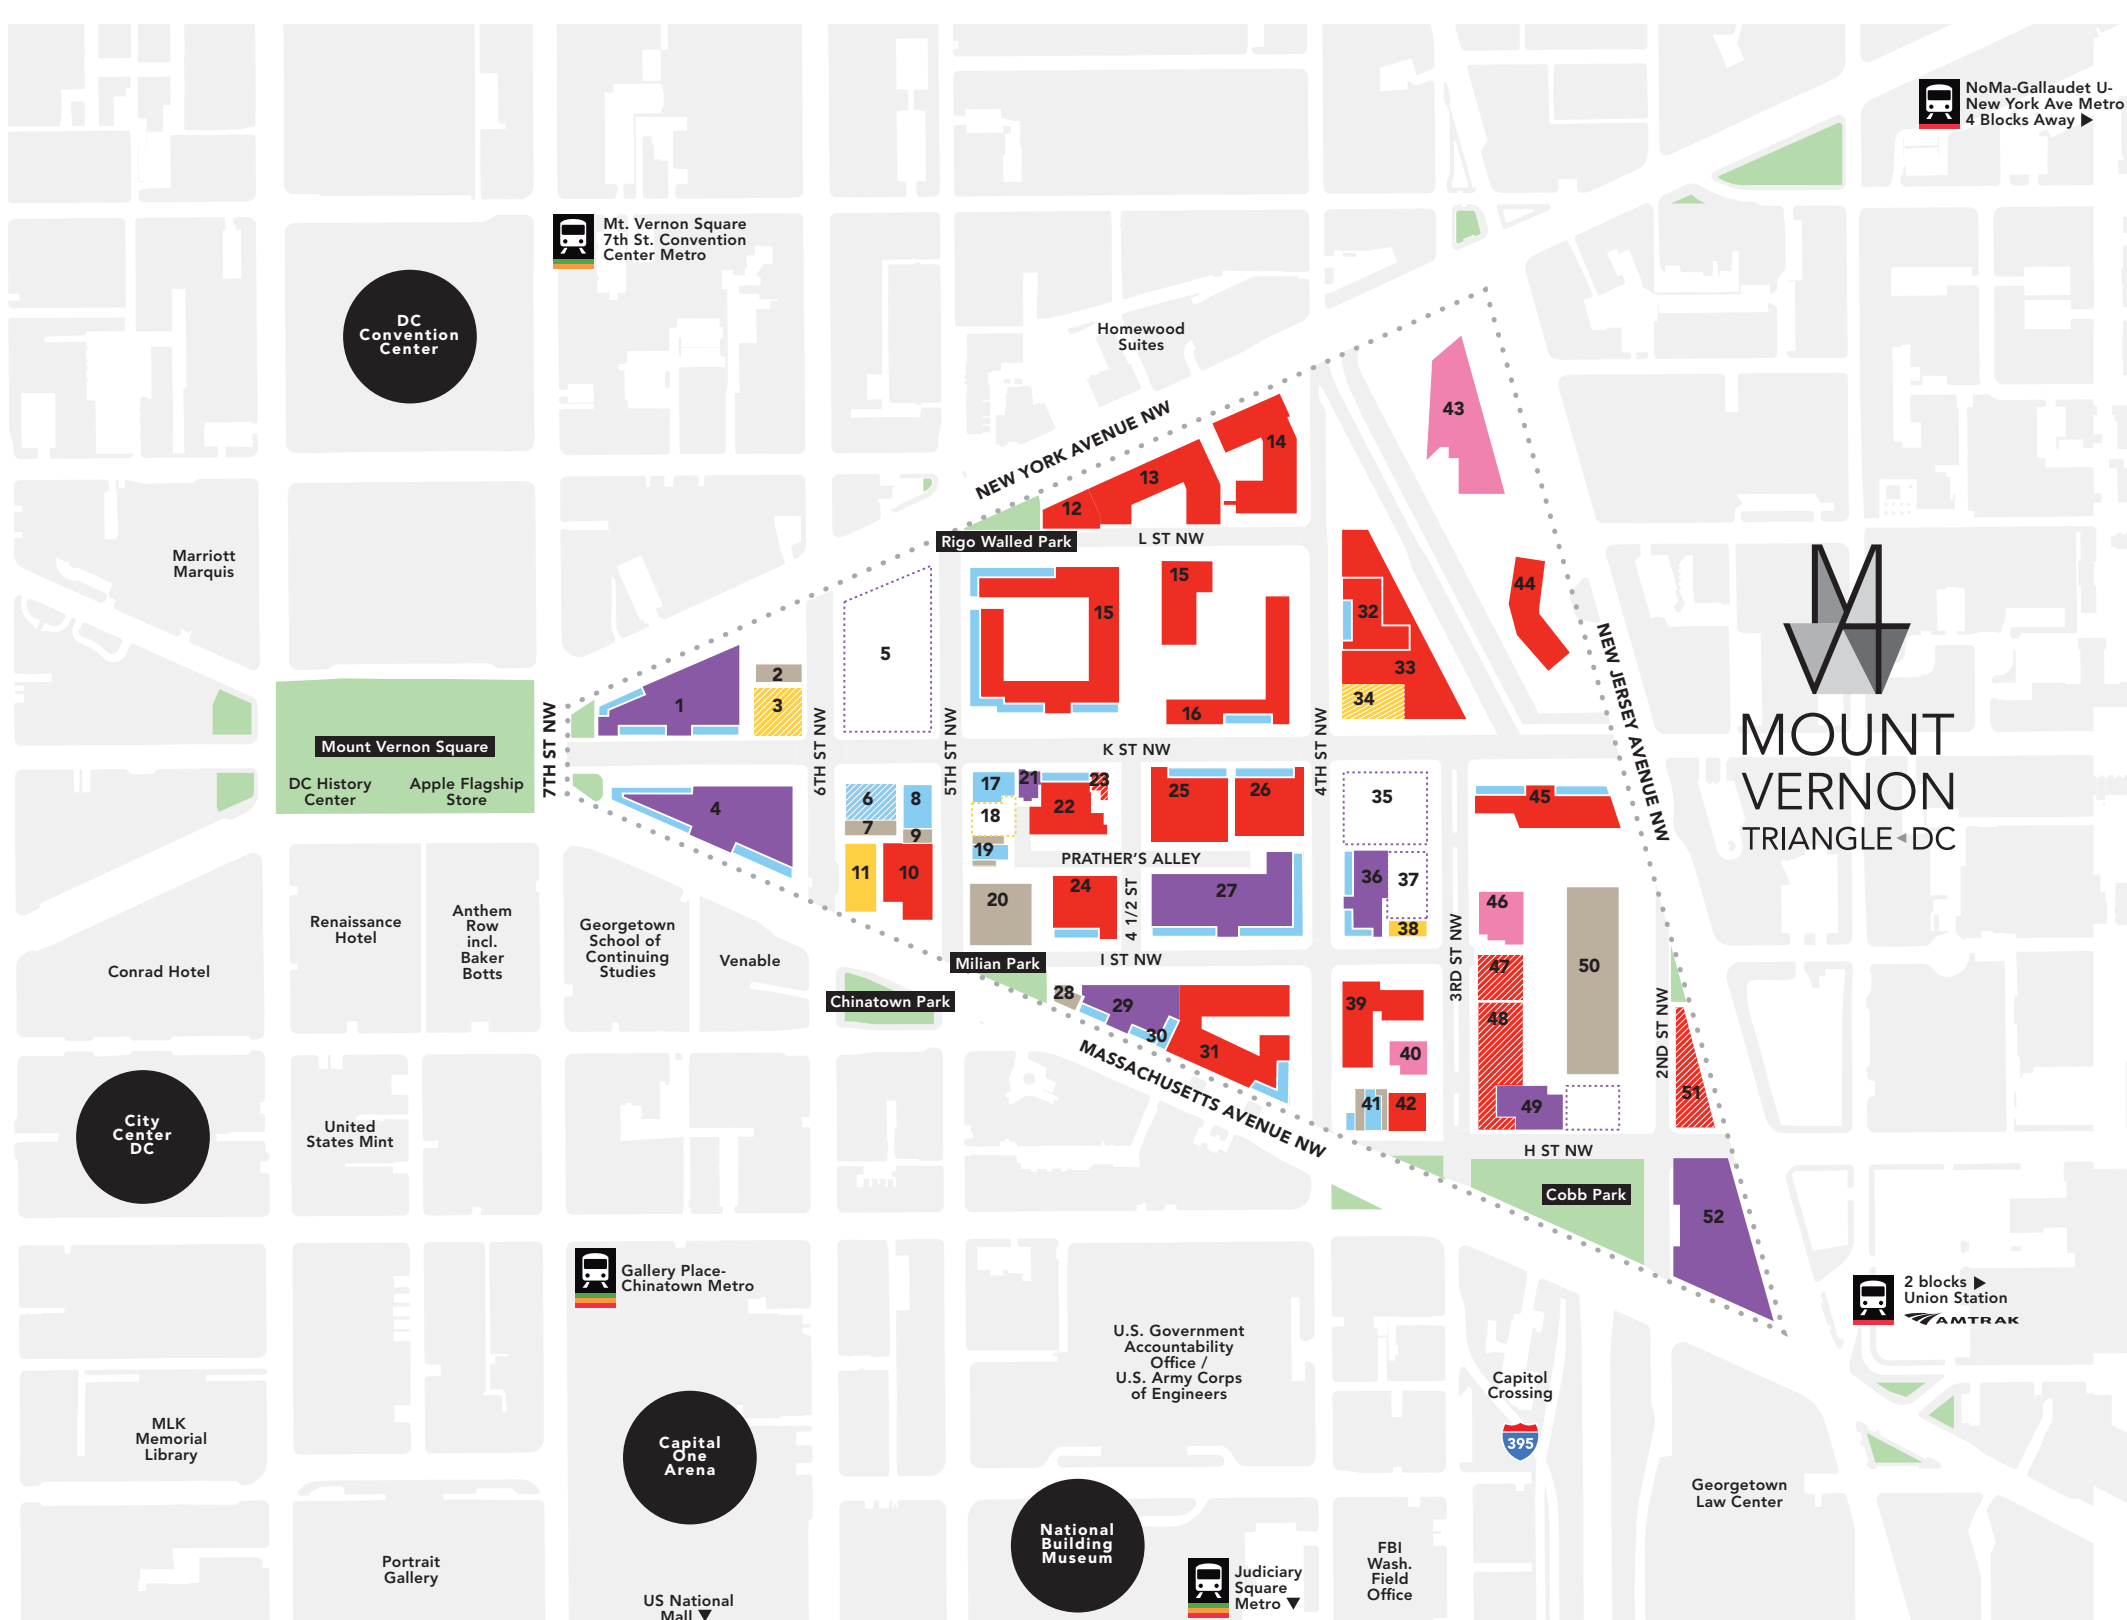 NoMa-Gallaudet U-
New York Ave Metro
4 Blocks Away ▶
Mt. Vernon Square
7th St. Convention
Center Metro
DC
Convention
Center
Homewood
Suites
NEW YORK AVENUE NW
43
14
13
12
Rigo Walled Park
L ST NW
Marriott
Marquis
15
15
44
32
33
34
5
2
3
1
16
NEW JERSEY AVENUE NW
MOUNT
VERNON
TRIANGLE DC
Mount Vernon Square
DC History
Center
Apple Flagship
Store
7TH ST NW
6TH ST NW
5TH ST NW
K ST NW
4TH ST NW
4
6
8
7
9
11
10
17
21
23
18
22
19
25
26
35
45
PRATHER'S ALLEY
20
24
4 1/2 ST
27
36
37
38
46
3RD ST NW
50
47
48
Renaissance
Hotel
Anthem
Row
incl.
Baker
Botts
Georgetown
School of
Continuing
Studies
Venable
Conrad Hotel
Milian Park
I ST NW
Chinatown Park
28
29
30
31
39
40
41
42
49
2ND ST NW
51
MASSACHUSETTS AVENUE NW
City
Center
DC
United
States Mint
H ST NW
Cobb Park
52
Gallery Place-
Chinatown Metro
2 blocks ▶
Union Station
AMTRAK
U.S. Government
Accountability
Office /
U.S. Army Corps
of Engineers
Capitol
Crossing
395
MLK
Memorial
Library
Capital
One
Arena
Georgetown
Law Center
National
Building
Museum
FBI
Wash.
Field
Office
Portrait
Gallery
Judiciary
Square
Metro ▼
US National
Mall ▼